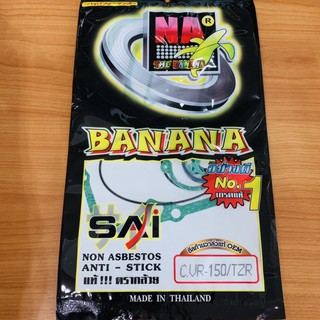 NA®
BANANA
No.1
SAi
NON ASBESTOS
ANTI - STICK
แท้ !!! ตรากล้วย
C.VR-150/TZR
MADE IN THAILAND